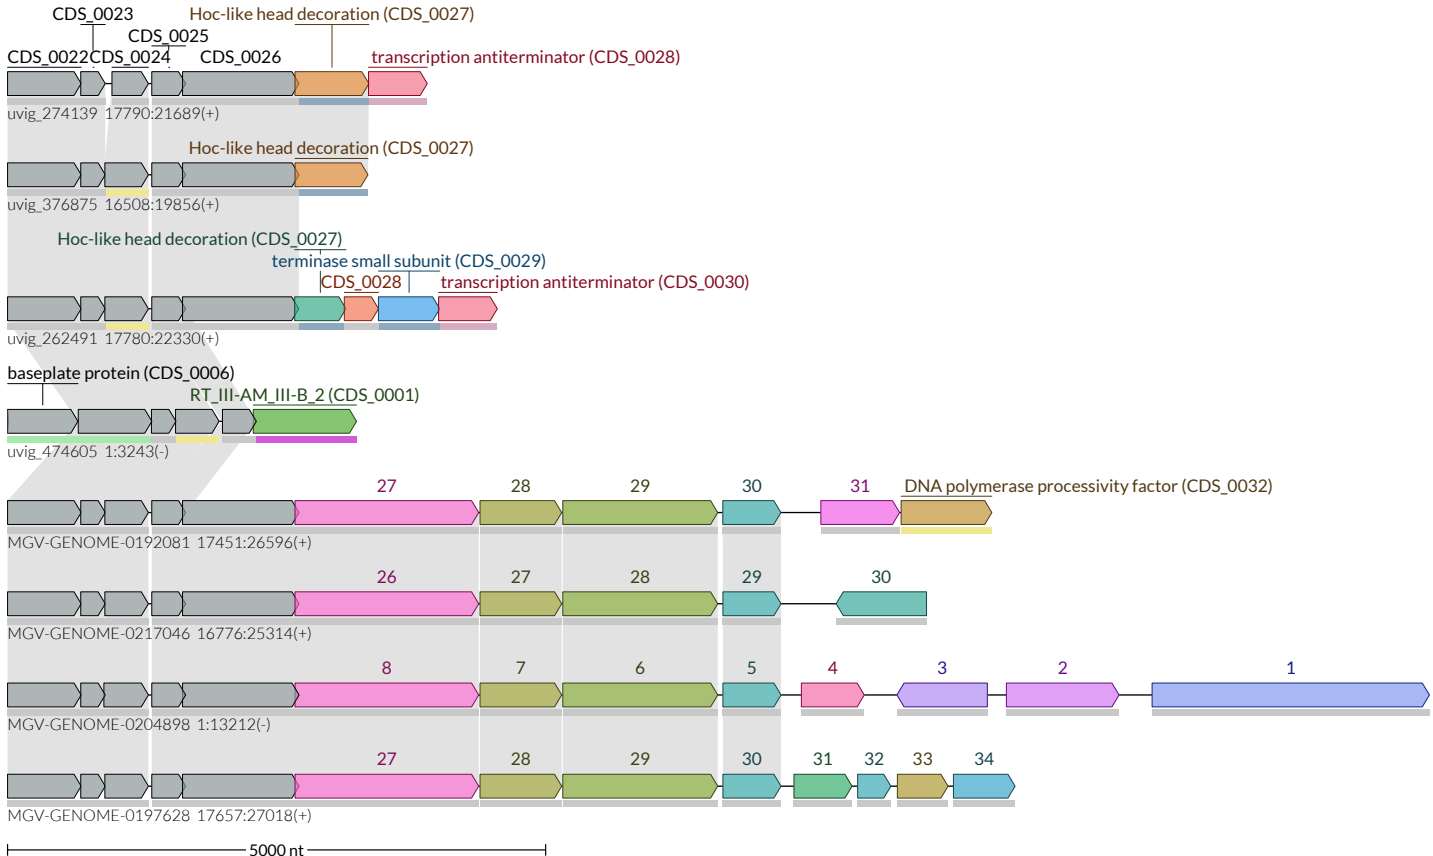 CDS_0023
Hoc-like head decoration (CDS_0027)
CDS_0025
CDS_0022
CDS_0024
CDS_0026
transcription antiterminator (CDS_0028)
uvig_274139 17790:21689(+)
Hoc-like head decoration (CDS_0027)
uvig_376875 16508:19856(+)
Hoc-like head decoration (CDS_0027)
terminase small subunit (CDS_0029)
CDS_0028
transcription antiterminator (CDS_0030)
uvig_262491 17780:22330(+)
baseplate protein (CDS_0006)
RT_III-AM_III-B_2 (CDS_0001)
uvig_474605 1:3243(-)
27 28 29 30 31 DNA polymerase processivity factor (CDS_0032)
MGV-GENOME-0192081 17451:26596(+)
26 27 28 29 30
MGV-GENOME-0217046 16776:25314(+)
8 7 6 5 4 3 2 1
MGV-GENOME-0204898 1:13212(-)
27 28 29 30 31 32 33 34
MGV-GENOME-0197628 17657:27018(+)
5000 nt